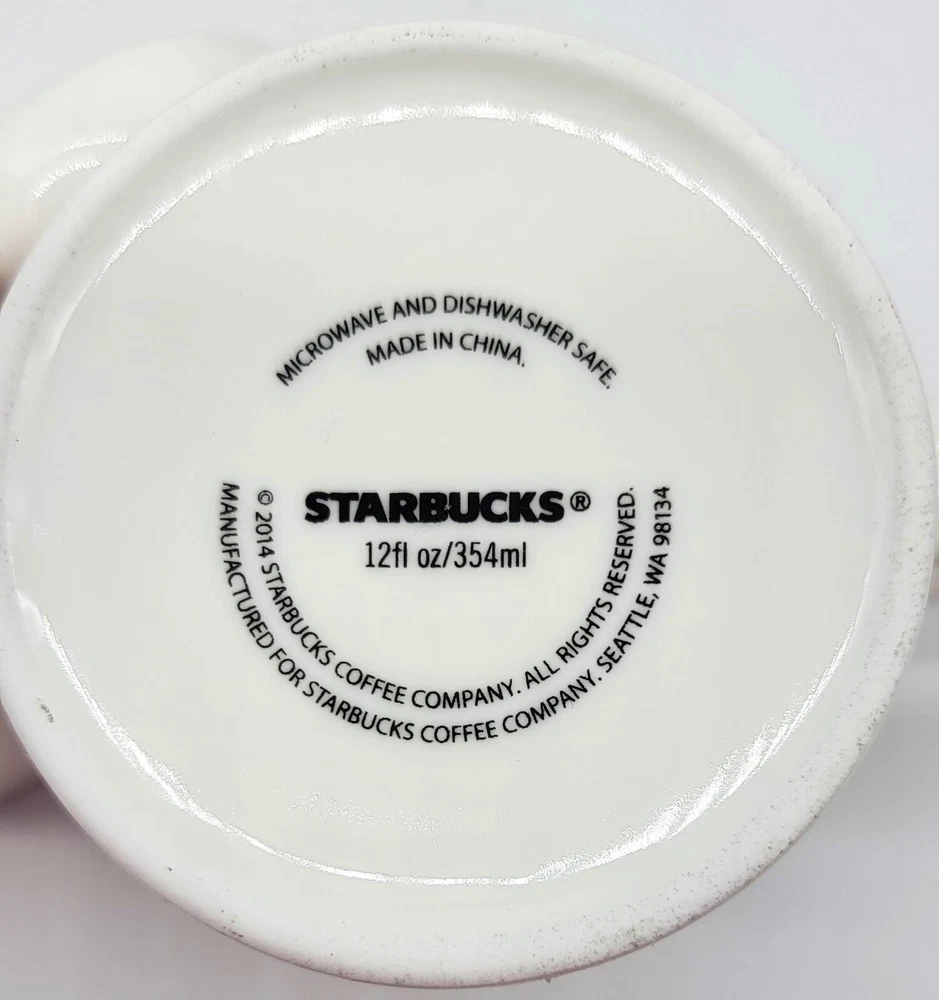 MICROWAVE AND DISHWASHER SAFE.
MADE IN CHINA.
STARBUCKS®
12fl oz/354ml
© 2014 STARBUCKS COFFEE COMPANY. ALL RIGHTS RESERVED.
MANUFACTURED FOR STARBUCKS COFFEE COMPANY. SEATTLE, WA 98134